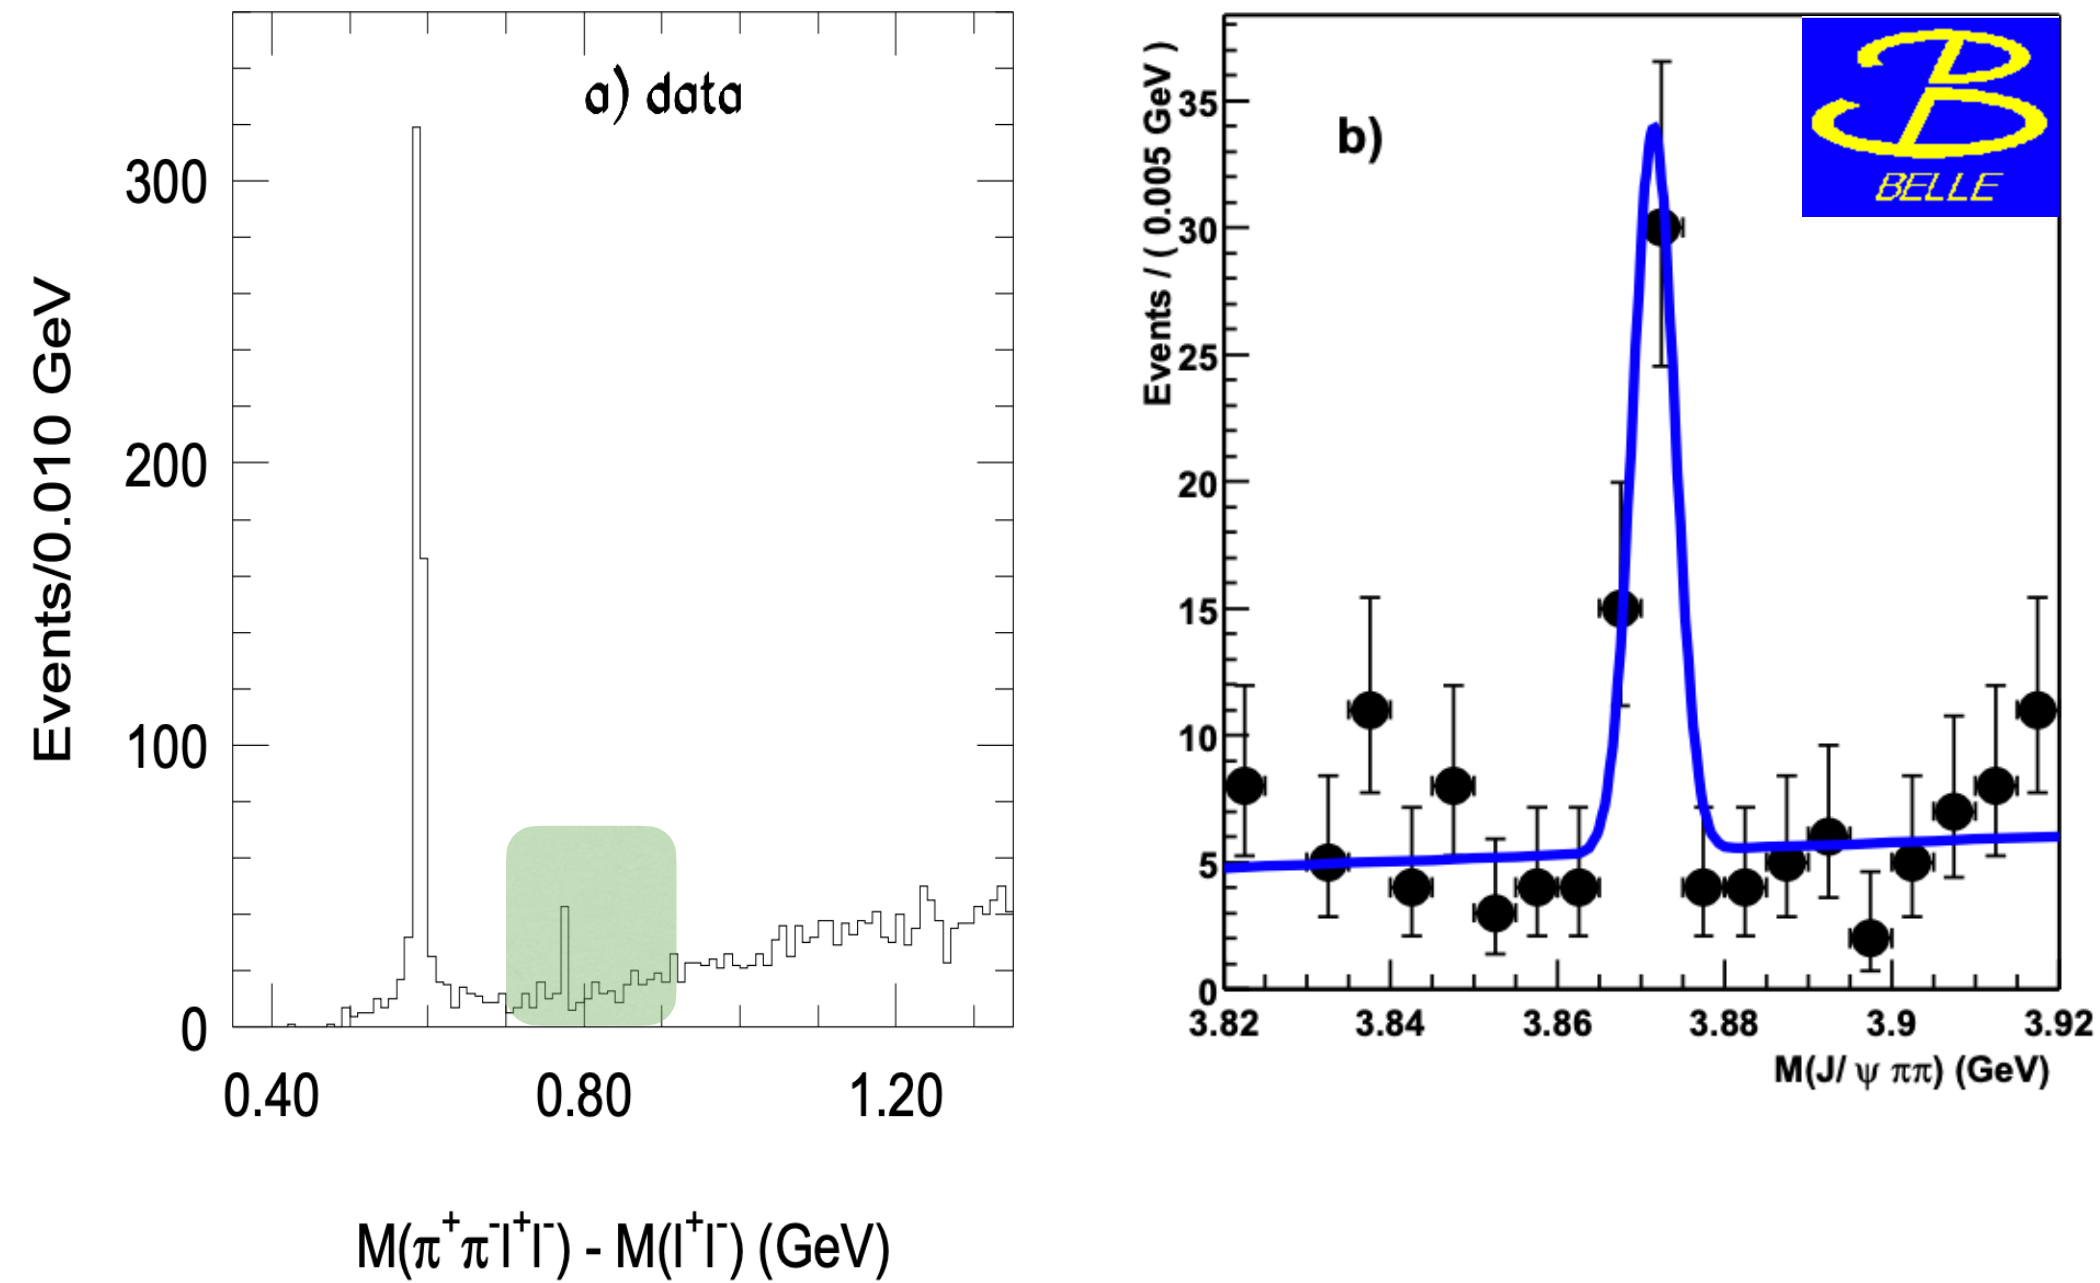 a) data
Events/0.010 GeV
300
200
100
0
0.40 0.80 1.20
M(π⁺π⁻l⁺l⁻) - M(l⁺l⁻) (GeV)
b)
BELLE
Events / ( 0.005 GeV )
35
30
25
20
15
10
5
0
3.82 3.84 3.86 3.88 3.9 3.92
M(J/ ψ ππ) (GeV)